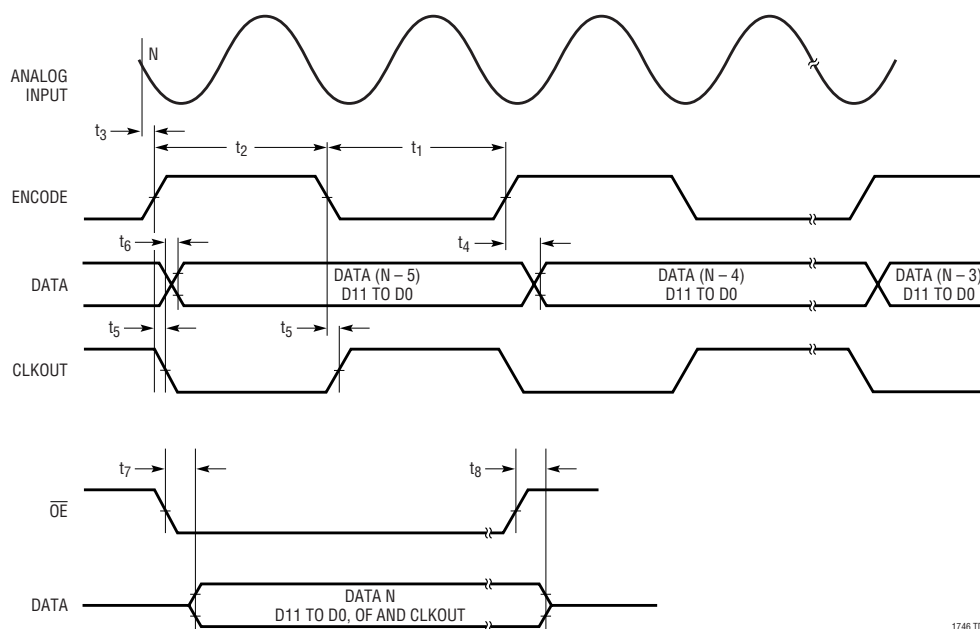 N
ANALOG
INPUT
t3
t2
t1
ENCODE
t6
t4
DATA (N – 5)
D11 TO D0
DATA (N – 4)
D11 TO D0
DATA (N – 3)
D11 TO D0
DATA
t5
t5
CLKOUT
t7
t8
OE
DATA N
D11 TO D0, OF AND CLKOUT
DATA